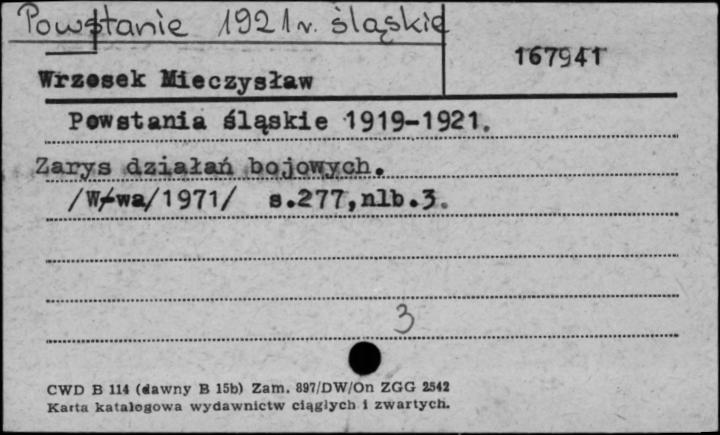 Powstanie 1921 r. śląskie
167941
Wrzosek Mieczysław
Powstania śląskie 1919-1921.
Zarys działań bojowych.
/W-wa/1971/ s.277,nlb.3.
3
CWD B 114 (dawny B 15b) Zam. 897/DW/On ZGG 2542
Karta katalogowa wydawnictw ciągłych i zwartych.